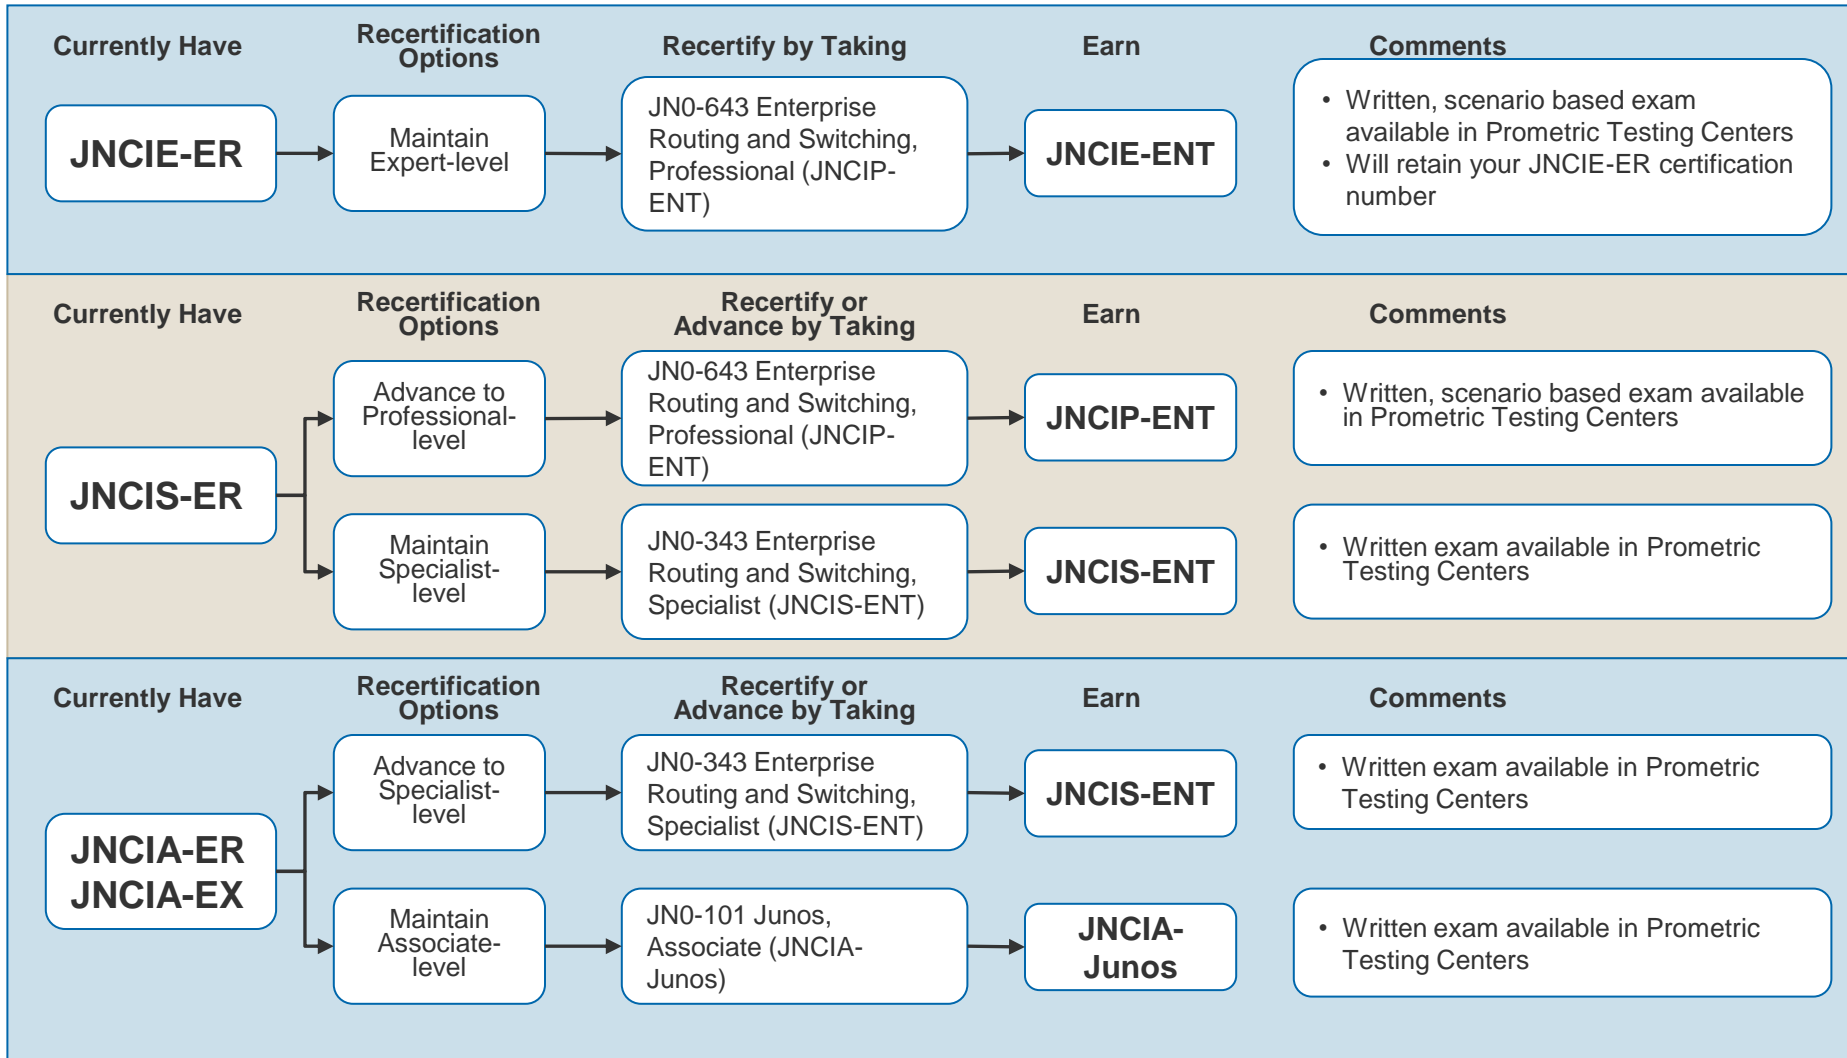 Currently Have
Recertification
Options
Recertify by Taking
Earn
Comments
JNCIE-ER
Maintain
Expert-level
JN0-643 Enterprise
Routing and Switching,
Professional (JNCIP-
ENT)
JNCIE-ENT
• Written, scenario based exam
available in Prometric Testing Centers
• Will retain your JNCIE-ER certification
number
Currently Have
Recertification
Options
Recertify or
Advance by Taking
Earn
Comments
JNCIS-ER
Advance to
Professional-
level
JN0-643 Enterprise
Routing and Switching,
Professional (JNCIP-
ENT)
JNCIP-ENT
• Written, scenario based exam available
in Prometric Testing Centers
Maintain
Specialist-
level
JN0-343 Enterprise
Routing and Switching,
Specialist (JNCIS-ENT)
JNCIS-ENT
• Written exam available in Prometric
Testing Centers
Currently Have
Recertification
Options
Recertify or
Advance by Taking
Earn
Comments
JNCIA-ER
JNCIA-EX
Advance to
Specialist-
level
JN0-343 Enterprise
Routing and Switching,
Specialist (JNCIS-ENT)
JNCIS-ENT
• Written exam available in Prometric
Testing Centers
Maintain
Associate-
level
JN0-101 Junos,
Associate (JNCIA-
Junos)
JNCIA-
Junos
• Written exam available in Prometric
Testing Centers